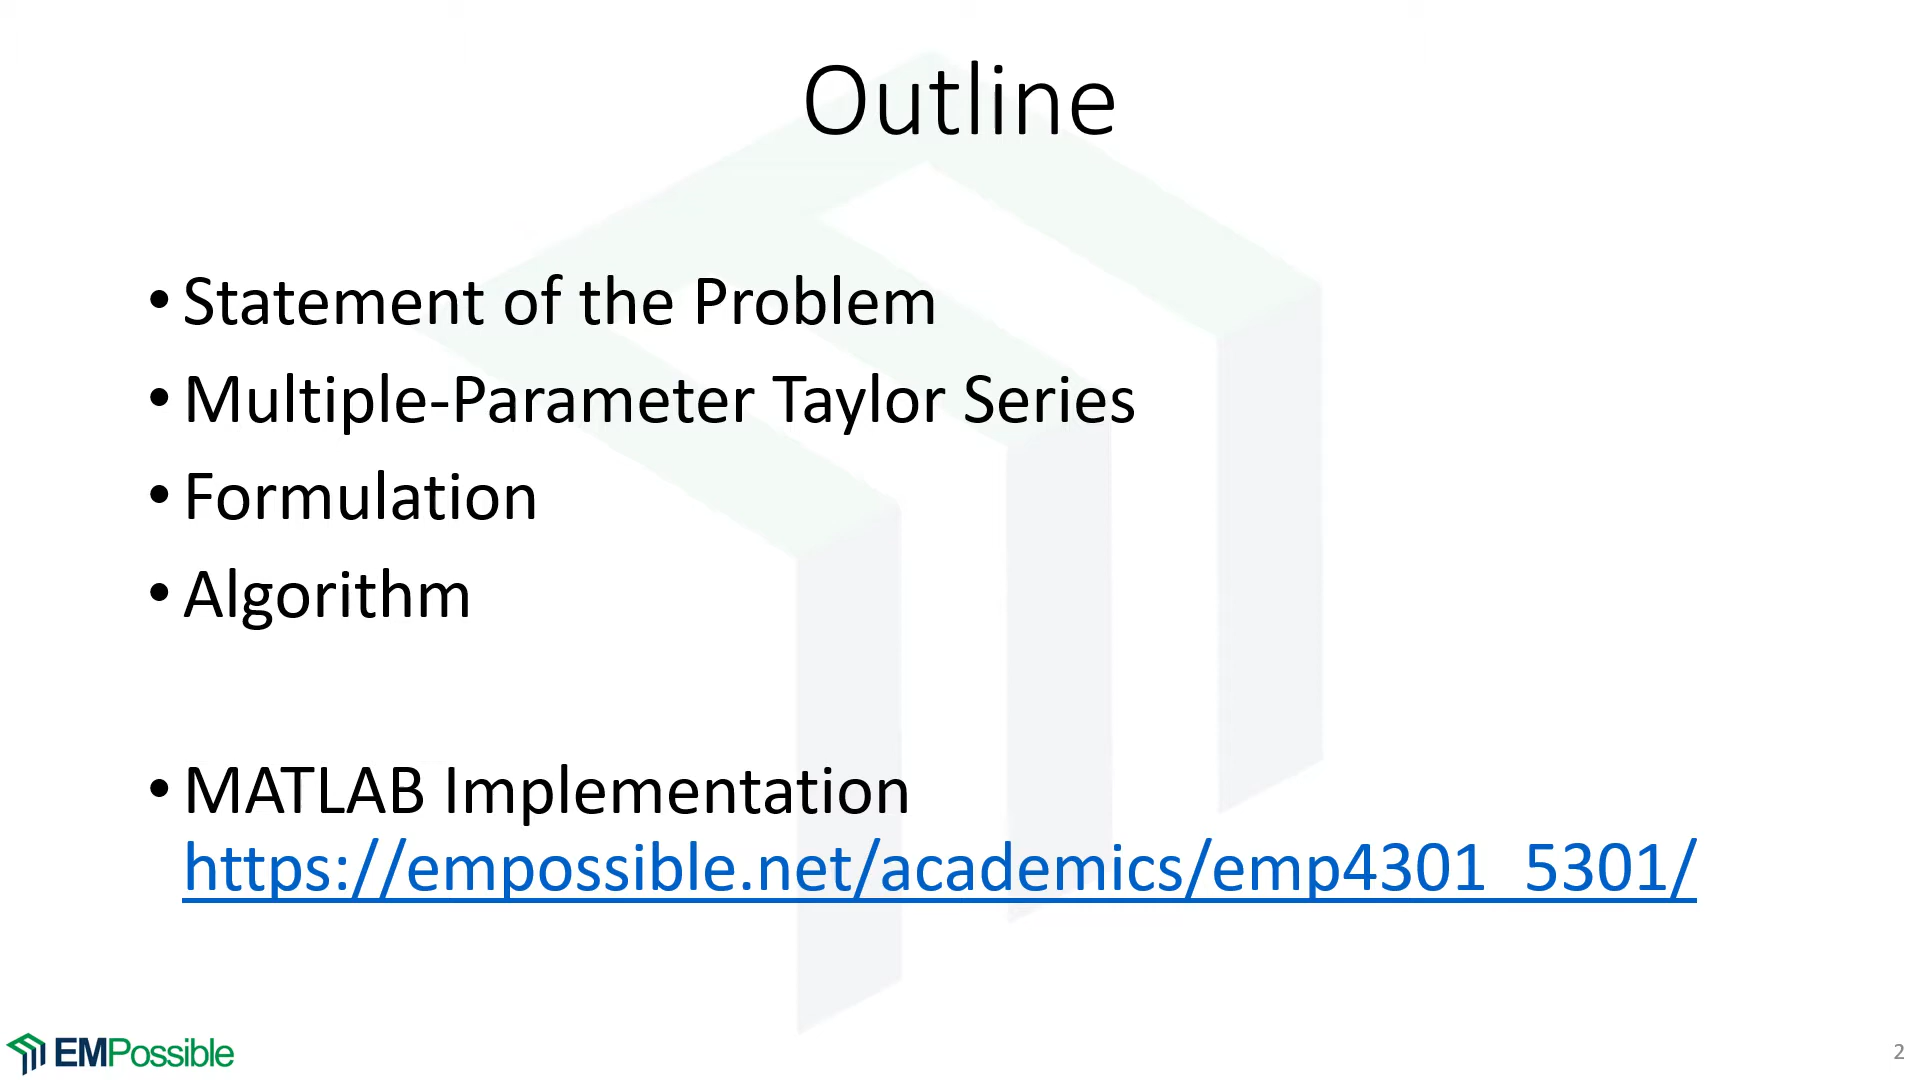 Outline
• Statement of the Problem
• Multiple-Parameter Taylor Series
• Formulation
• Algorithm
• MATLAB Implementation
https://empossible.net/academics/emp4301_5301/
EMPossible
2